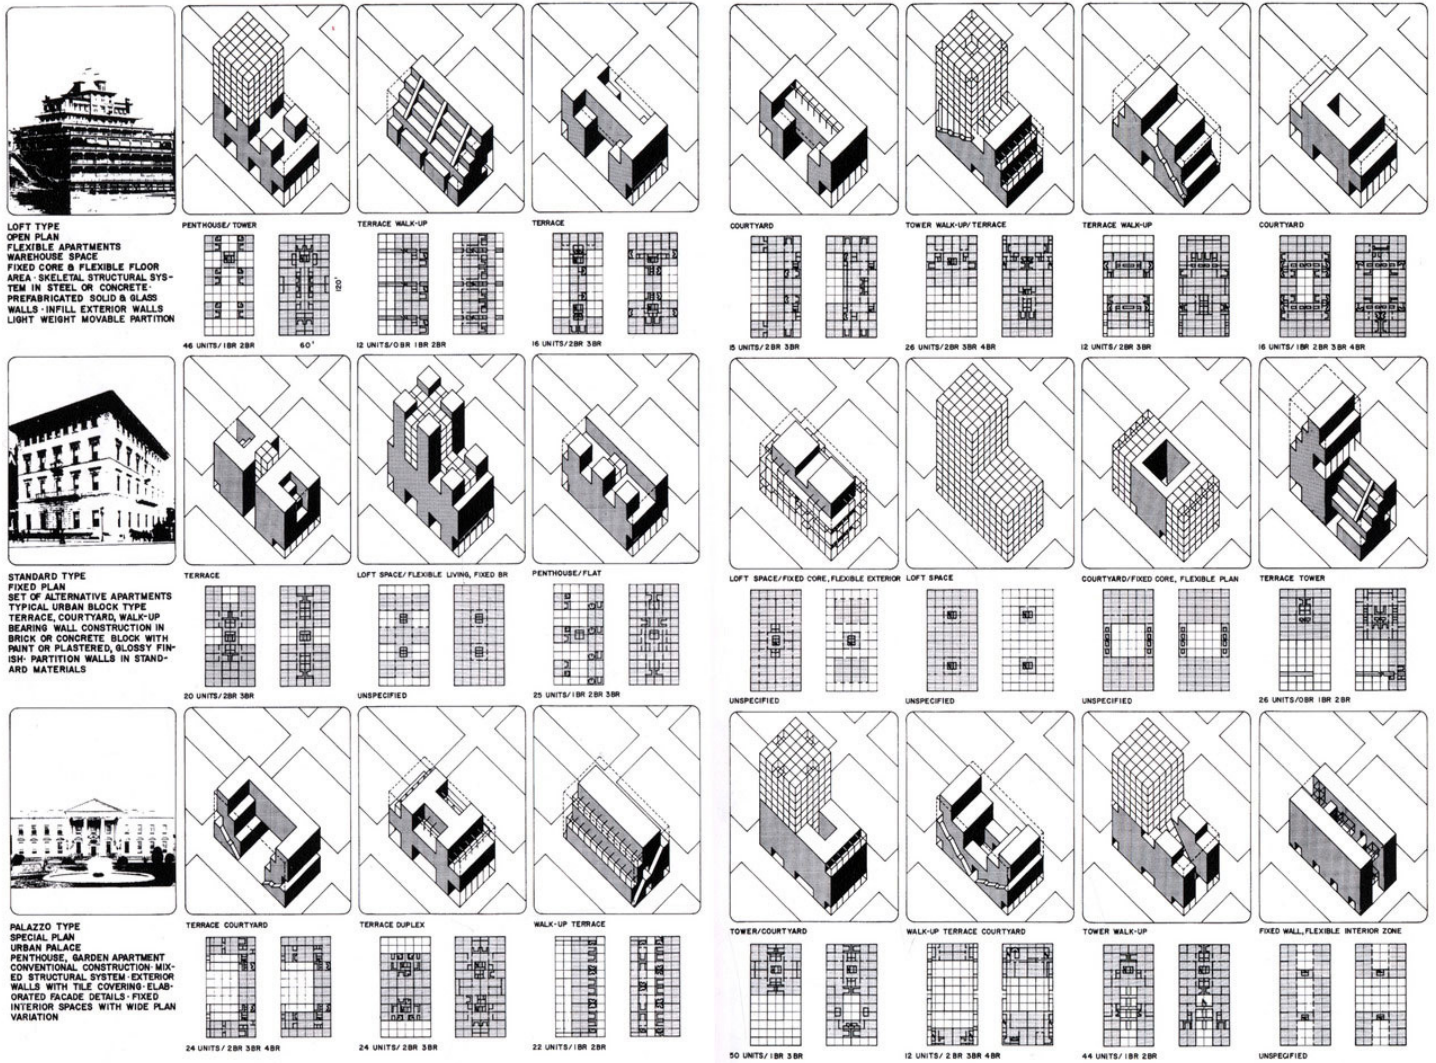 LOFT TYPE
OPEN PLAN
FLEXIBLE APARTMENTS
WAREHOUSE SPACE
FIXED CORE & FLEXIBLE FLOOR
AREA · SKELETAL STRUCTURAL SYS-
TEM IN STEEL OR CONCRETE ·
PREFABRICATED SOLID & GLASS
WALLS · INFILL EXTERIOR WALLS
LIGHT WEIGHT MOVABLE PARTITION
PENTHOUSE/TOWER
120'
46 UNITS/1BR 2BR
60'
TERRACE WALK-UP
12 UNITS/0BR 1BR 2BR
TERRACE
16 UNITS/2BR 3BR
COURTYARD
15 UNITS/2BR 3BR
TOWER WALK-UP/TERRACE
26 UNITS/2BR 3BR 4BR
TERRACE WALK-UP
12 UNITS/2BR 3BR
COURTYARD
16 UNITS/1BR 2BR 3BR 4BR
STANDARD TYPE
FIXED PLAN
SET OF ALTERNATIVE APARTMENTS
TYPICAL URBAN BLOCK TYPE
TERRACE, COURTYARD, WALK-UP
BEARING WALL CONSTRUCTION IN
BRICK OR CONCRETE BLOCK WITH
PAINT OR PLASTERED, GLOSSY FIN-
ISH · PARTITION WALLS IN STAND-
ARD MATERIALS
TERRACE
20 UNITS/2BR 3BR
LOFT SPACE/FLEXIBLE LIVING, FIXED BR
UNSPECIFIED
PENTHOUSE/FLAT
25 UNITS/1BR 2BR 3BR
LOFT SPACE/FIXED CORE, FLEXIBLE EXTERIOR
UNSPECIFIED
LOFT SPACE
UNSPECIFIED
COURTYARD/FIXED CORE, FLEXIBLE PLAN
UNSPECIFIED
TERRACE TOWER
26 UNITS/0BR 1BR 2BR
PALAZZO TYPE
SPECIAL PLAN
URBAN PALACE
PENTHOUSE, GARDEN APARTMENT
CONVENTIONAL CONSTRUCTION · MIX-
ED STRUCTURAL SYSTEM · EXTERIOR
WALLS WITH TILE COVERING · ELAB-
ORATED FACADE DETAILS · FIXED
INTERIOR SPACES WITH WIDE PLAN
VARIATION
TERRACE COURTYARD
24 UNITS/2BR 3BR 4BR
TERRACE DUPLEX
24 UNITS/2BR 3BR
WALK-UP TERRACE
22 UNITS/1BR 2BR
TOWER/COURTYARD
50 UNITS/1BR 3BR
WALK-UP TERRACE COURTYARD
12 UNITS/2BR 3BR 4BR
TOWER WALK-UP
44 UNITS/1BR 2BR
FIXED WALL, FLEXIBLE INTERIOR ZONE
UNSPECIFIED